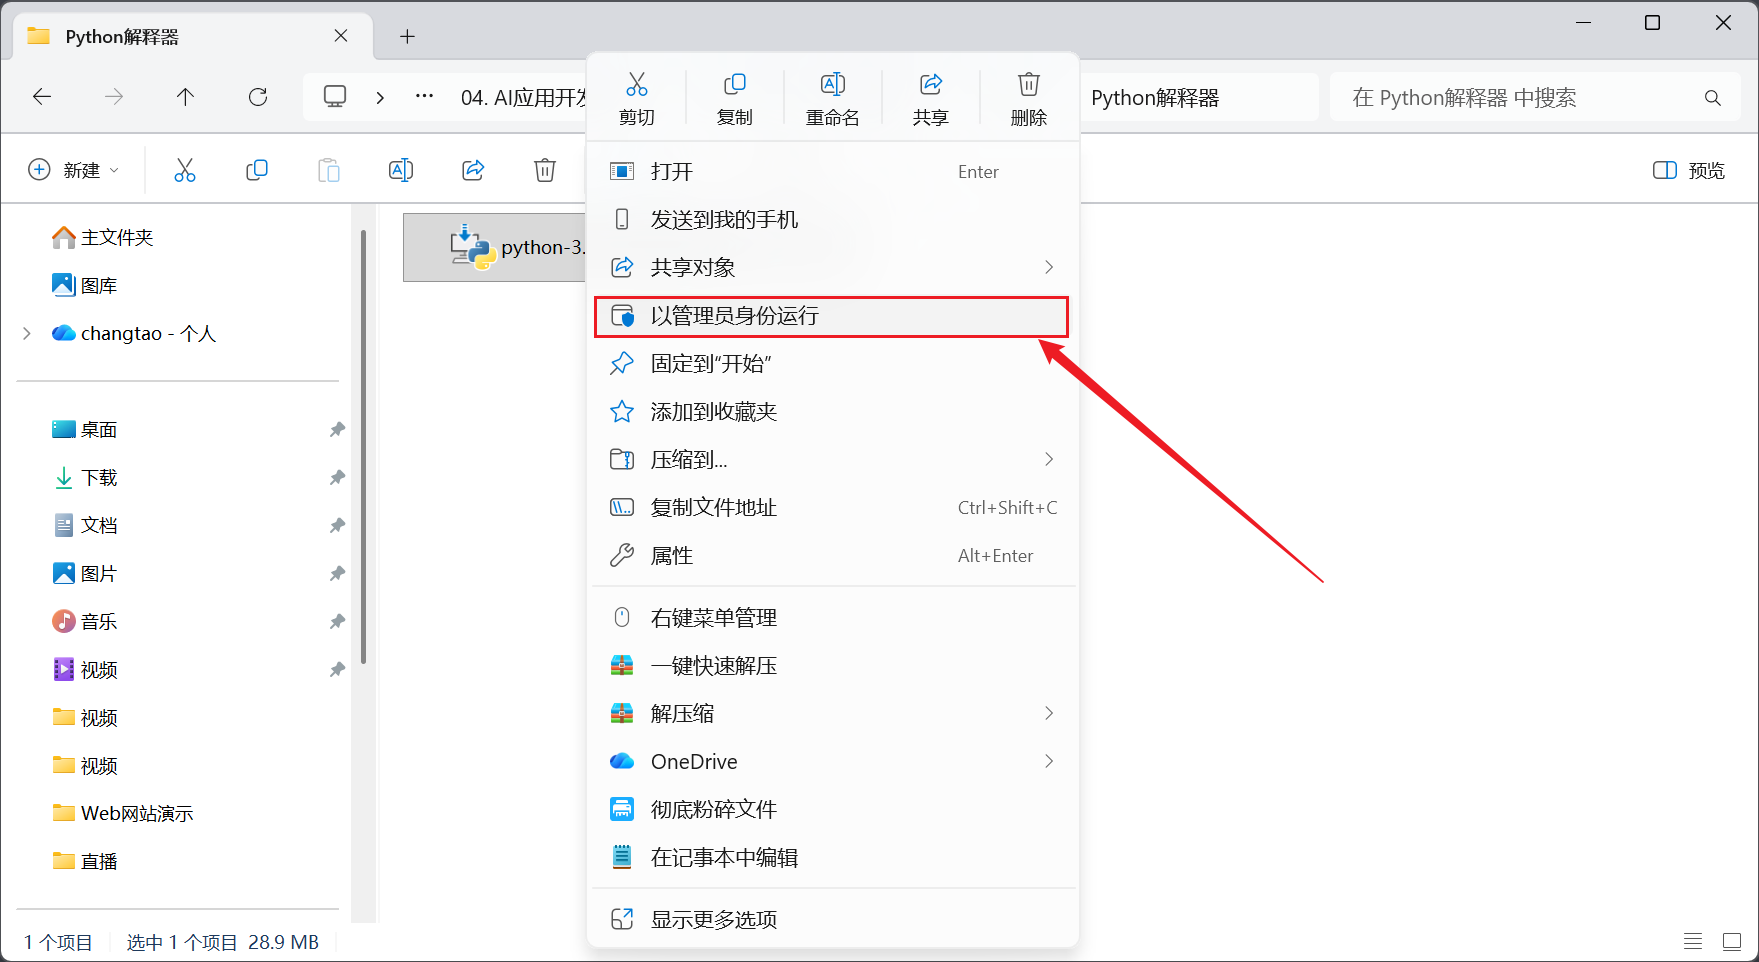 Python解释器
04. AI应用开发
Python解释器
在 Python解释器 中搜索
新建
预览
剪切
复制
重命名
共享
删除
主文件夹
图库
changtao - 个人
桌面
下载
文档
图片
音乐
视频
视频
视频
Web网站演示
直播
python-3.
打开 Enter
发送到我的手机
共享对象
以管理员身份运行
固定到“开始”
添加到收藏夹
压缩到...
复制文件地址 Ctrl+Shift+C
属性 Alt+Enter
右键菜单管理
一键快速解压
解压缩
OneDrive
彻底粉碎文件
在记事本中编辑
显示更多选项
1 个项目 选中 1 个项目 28.9 MB